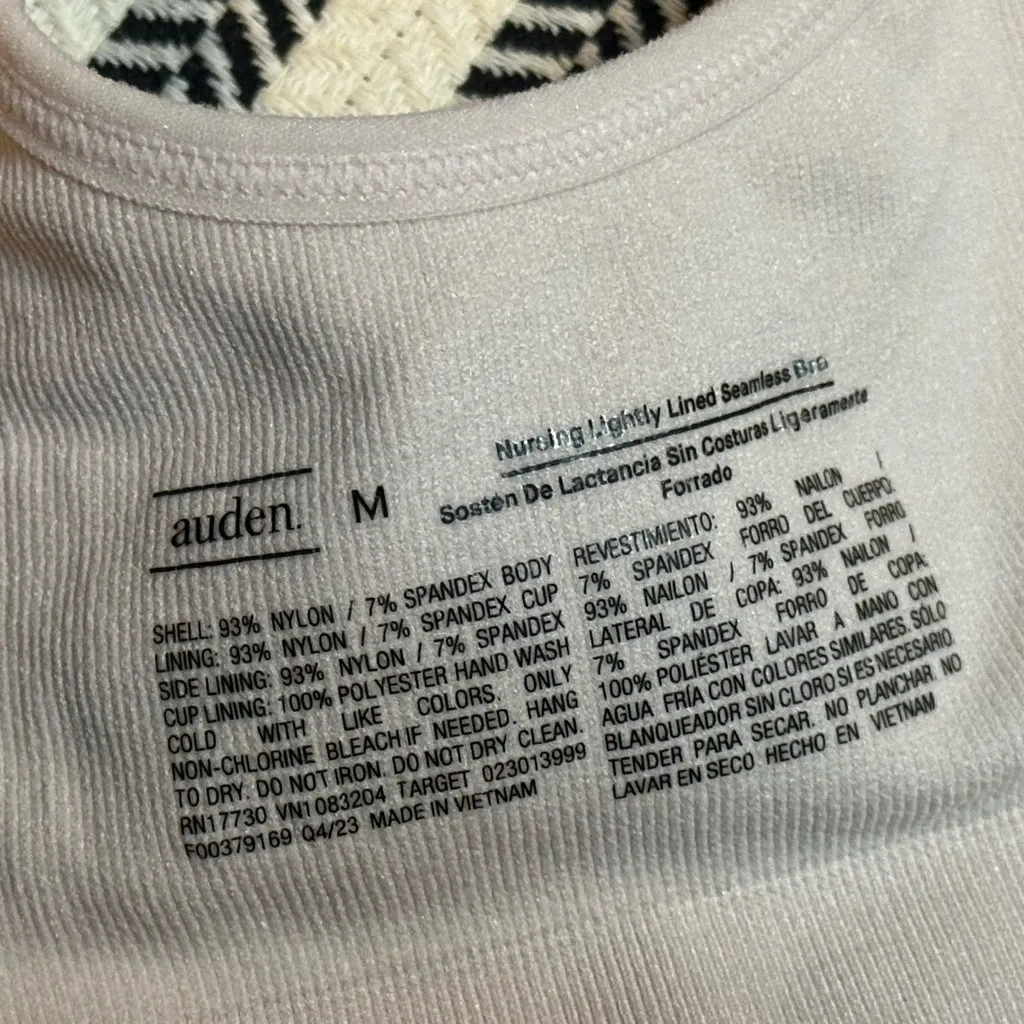 Nursing Lightly Lined Seamless Bra
Sostén De Lactancia Sin Costuras Ligeramente
Forrado
auden.
M
SHELL: 93% NYLON / 7% SPANDEX BODY
LINING: 93% NYLON / 7% SPANDEX CUP
SIDE LINING: 93% NYLON / 7% SPANDEX
CUP LINING: 100% POLYESTER HAND WASH
COLD WITH LIKE COLORS. ONLY
NON-CHLORINE BLEACH IF NEEDED. HANG
TO DRY. DO NOT IRON. DO NOT DRY CLEAN.
RN17730 VN1083204 TARGET 023013999
F00379169 Q4/23 MADE IN VIETNAM
REVESTIMIENTO: 93% NAILON /
7% SPANDEX FORRO DEL CUERPO:
93% NAILON / 7% SPANDEX FORRO
LATERAL DE COPA: 93% NAILON /
7% SPANDEX FORRO DE COPA:
100% POLIÉSTER LAVAR A MANO CON
AGUA FRÍA CON COLORES SIMILARES. SÓLO
BLANQUEADOR SIN CLORO SI ES NECESARIO.
TENDER PARA SECAR. NO PLANCHAR. NO
LAVAR EN SECO HECHO EN VIETNAM